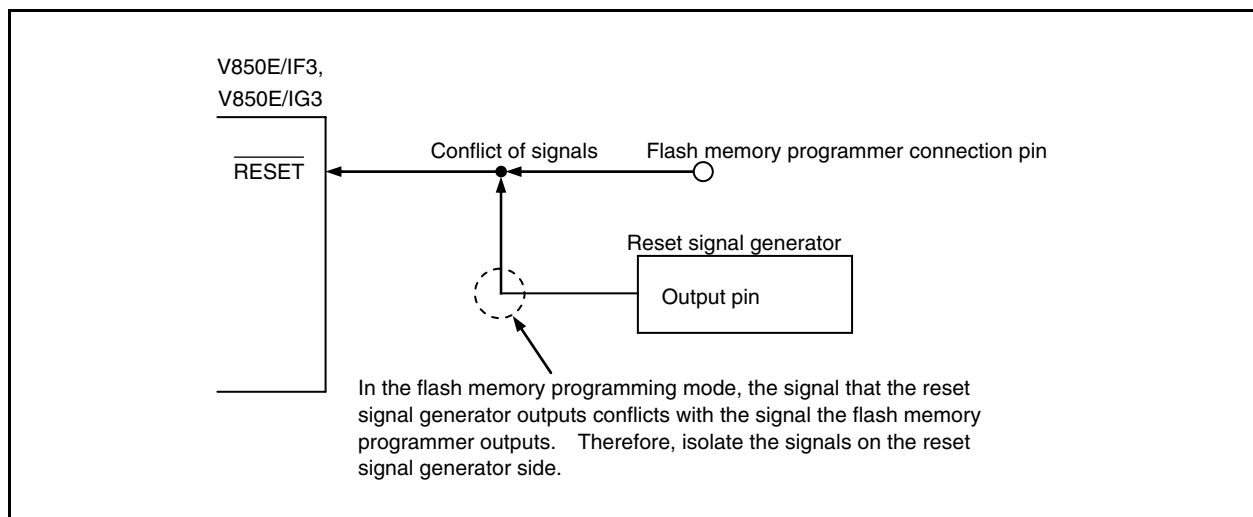 V850E/IF3,
V850E/IG3
Conflict of signals
Flash memory programmer connection pin
RESET
Reset signal generator
Output pin
In the flash memory programming mode, the signal that the reset
signal generator outputs conflicts with the signal the flash memory
programmer outputs. Therefore, isolate the signals on the reset
signal generator side.